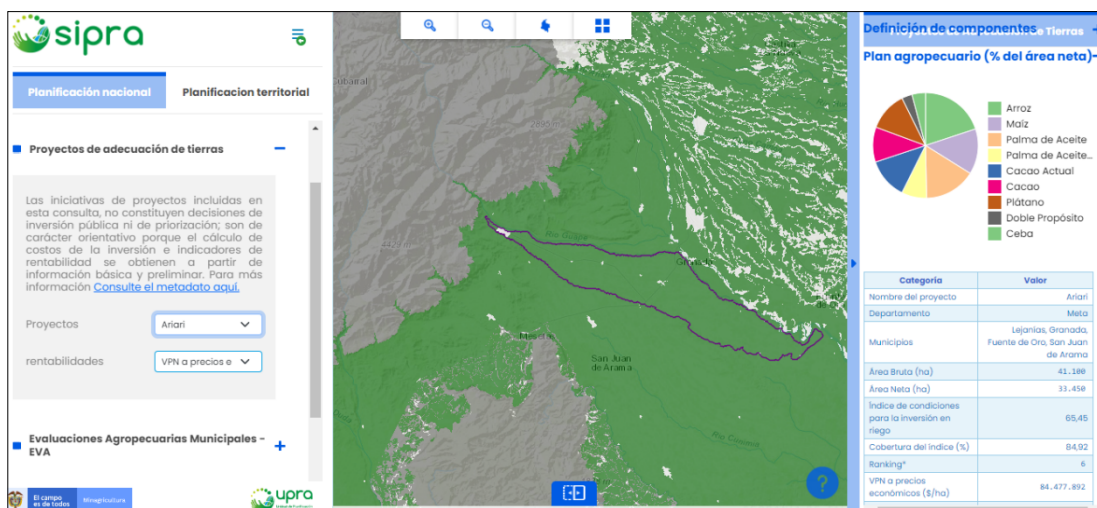 sipra
Planificación nacional
Planificacion territorial
Proyectos de adecuación de tierras
Las iniciativas de proyectos incluidas en
esta consulta, no constituyen decisiones de
inversión pública ni de priorización; son de
carácter orientativo porque el cálculo de
costos de la inversión e indicadores de
rentabilidad se obtienen a partir de
información básica y preliminar. Para más
información Consulte el metadato aquí.
Proyectos
Ariari
rentabilidades
VPN a precios e
Evaluaciones Agropecuarias Municipales -
EVA
El campo
es de todos
Minagricultura
upra
Cubarral
Granada
Mesetas
San Juan
de Arama
?
Definición de componentes
Tierras
Plan agropecuario (% del área neta)
Arroz
Maíz
Palma de Aceite
Palma de Aceite...
Cacao Actual
Cacao
Plátano
Doble Propósito
Ceba
Categoría Valor
Nombre del proyecto Ariari
Departamento Meta
Municipios Lejanías, Granada, Fuente de Oro, San Juan de Arama
Área Bruta (ha) 41.100
Área Neta (ha) 33.450
Índice de condiciones
para la inversión en
riego
65,45
Cobertura del índice (%) 84,92
Ranking* 6
VPN a precios
económicos ($/ha)
84.477.892